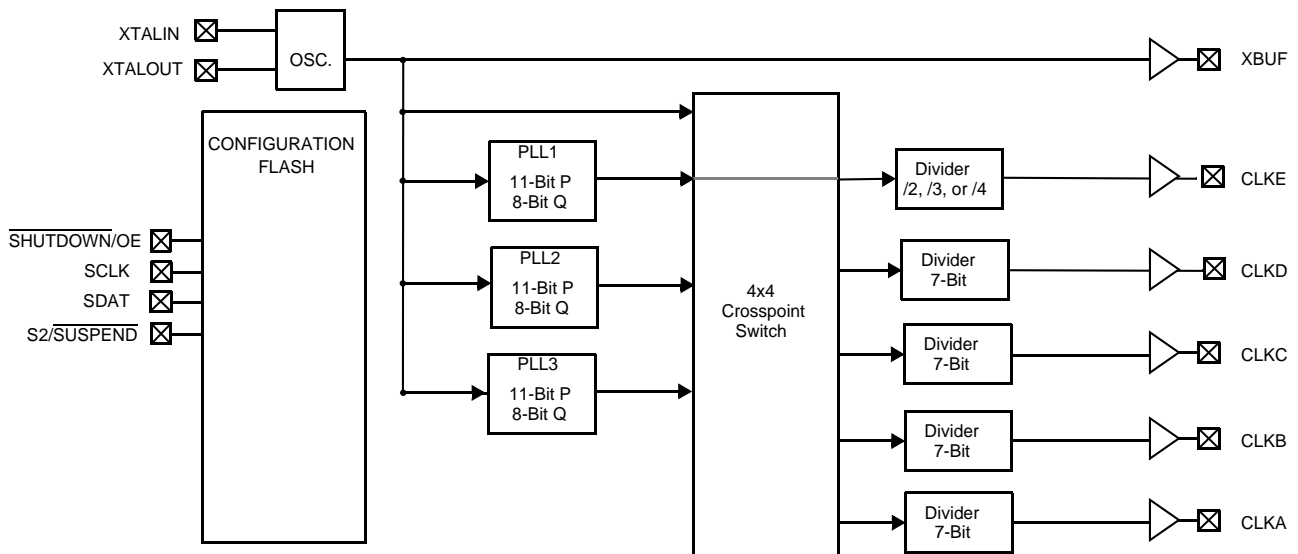 XTALIN
XTALOUT
OSC.
XBUF
CONFIGURATION
FLASH
SHUTDOWN/OE
SCLK
SDAT
S2/SUSPEND
PLL1
11-Bit P
8-Bit Q
PLL2
11-Bit P
8-Bit Q
PLL3
11-Bit P
8-Bit Q
4x4
Crosspoint
Switch
Divider
/2, /3, or /4
CLKE
Divider
7-Bit
CLKD
Divider
7-Bit
CLKC
Divider
7-Bit
CLKB
Divider
7-Bit
CLKA